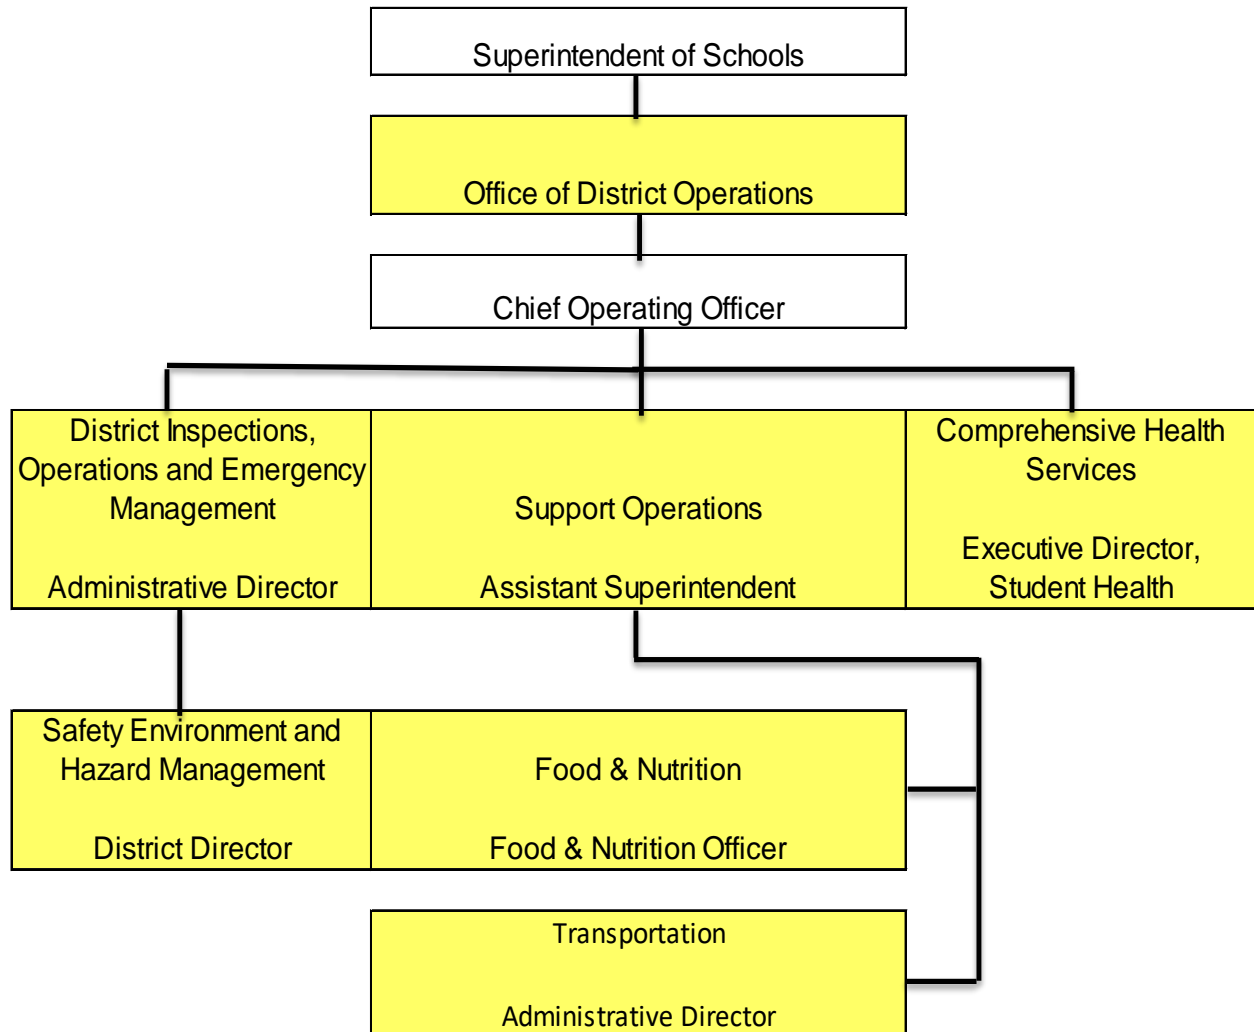 Superintendent of Schools
Office of District Operations
Chief Operating Officer
District Inspections,
Operations and Emergency
Management
Administrative Director
Support Operations
Assistant Superintendent
Comprehensive Health
Services
Executive Director,
Student Health
Safety Environment and
Hazard Management
District Director
Food & Nutrition
Food & Nutrition Officer
Transportation
Administrative Director